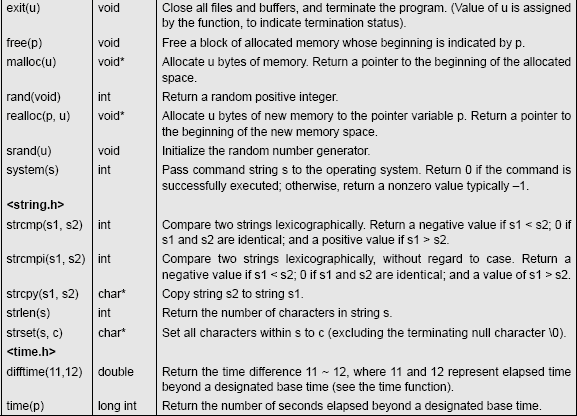 exit(u) void Close all files and buffers, and terminate the program. (Value of u is assigned
by the function, to indicate termination status).
free(p) void Free a block of allocated memory whose beginning is indicated by p.
malloc(u) void* Allocate u bytes of memory. Return a pointer to the beginning of the allocated
space.
rand(void) int Return a random positive integer.
realloc(p, u) void* Allocate u bytes of new memory to the pointer variable p. Return a pointer to
the beginning of the new memory space.
srand(u) void Initialize the random number generator.
system(s) int Pass command string s to the operating system. Return 0 if the command is
successfully executed; otherwise, return a nonzero value typically –1.
<string.h>
strcmp(s1, s2) int Compare two strings lexicographically. Return a negative value if s1 < s2; 0 if
s1 and s2 are identical; and a positive value if s1 > s2.
strcmpi(s1, s2) int Compare two strings lexicographically, without regard to case. Return a
negative value if s1 < s2; 0 if s1 and s2 are identical; and a value of s1 > s2.
strcpy(s1, s2) char* Copy string s2 to string s1.
strlen(s) int Return the number of characters in string s.
strset(s, c) char* Set all characters within s to c (excluding the terminating null character \0).
<time.h>
difftime(11,12) double Return the time difference 11 ~ 12, where 11 and 12 represent elapsed time
beyond a designated base time (see the time function).
time(p) long int Return the number of seconds elapsed beyond a designated base time.